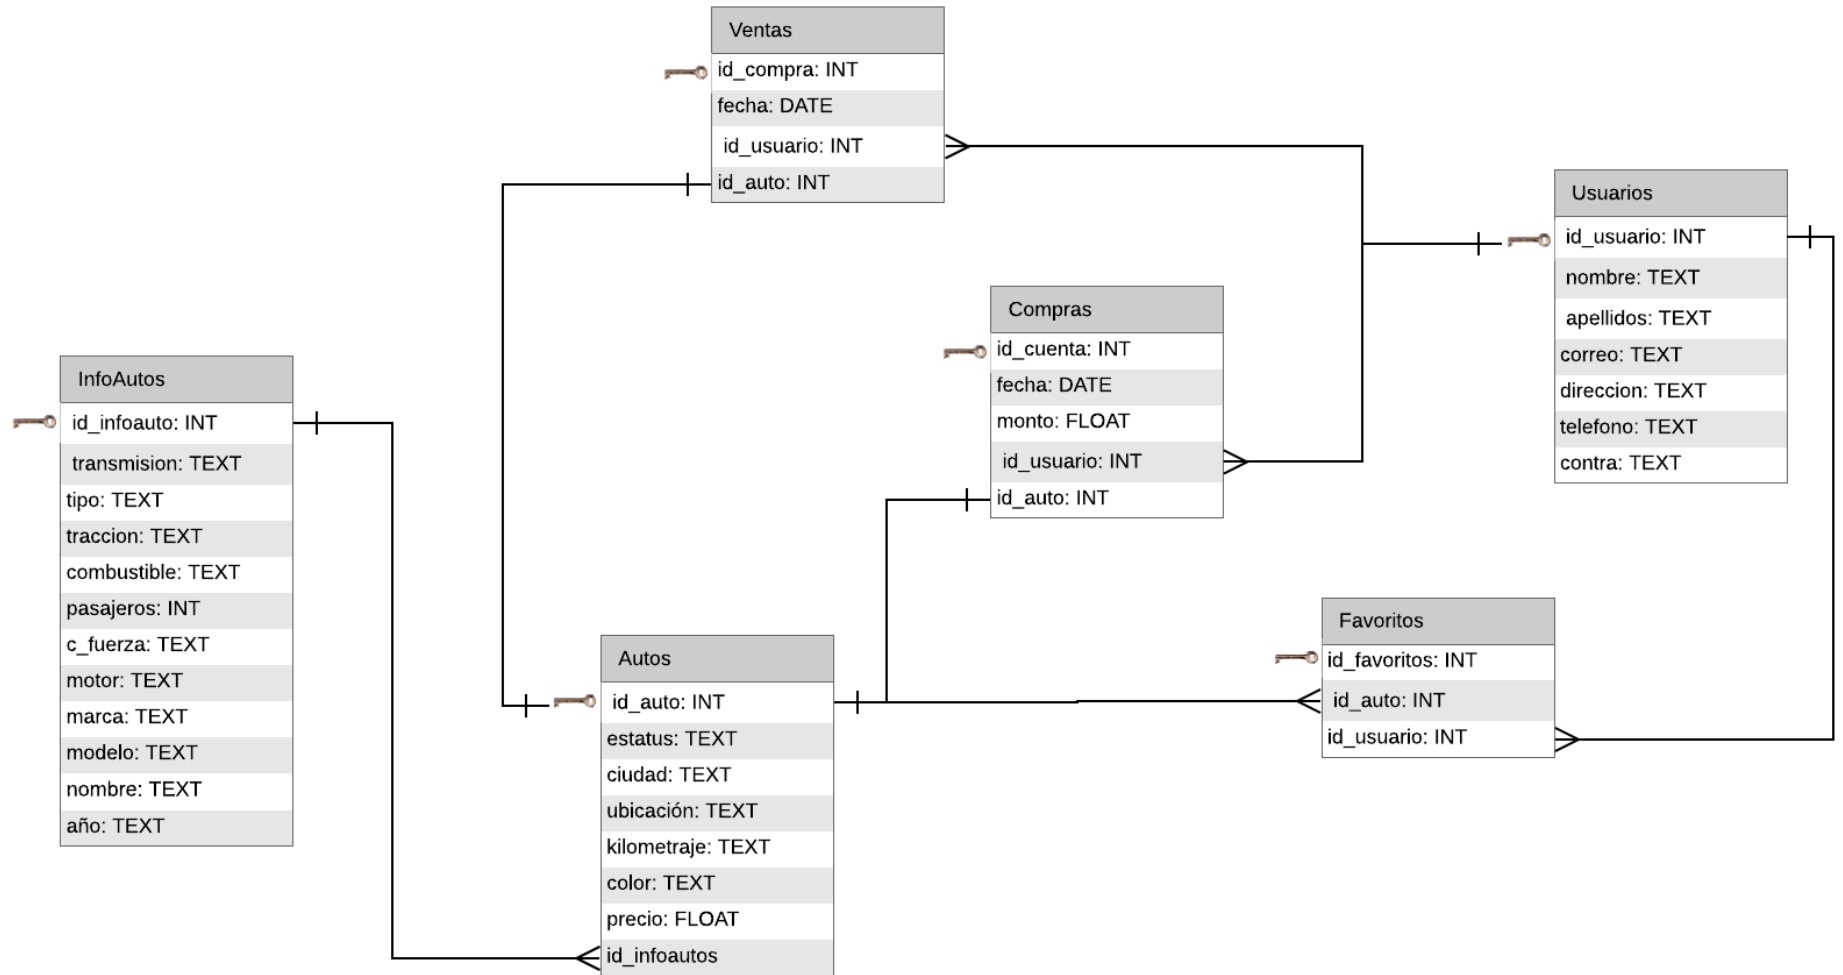 Ventas
id_compra: INT
fecha: DATE
id_usuario: INT
id_auto: INT
Usuarios
id_usuario: INT
nombre: TEXT
apellidos: TEXT
correo: TEXT
direccion: TEXT
telefono: TEXT
contra: TEXT
Compras
id_cuenta: INT
fecha: DATE
monto: FLOAT
id_usuario: INT
id_auto: INT
InfoAutos
id_infoauto: INT
transmision: TEXT
tipo: TEXT
traccion: TEXT
combustible: TEXT
pasajeros: INT
c_fuerza: TEXT
motor: TEXT
marca: TEXT
modelo: TEXT
nombre: TEXT
año: TEXT
Autos
id_auto: INT
estatus: TEXT
ciudad: TEXT
ubicación: TEXT
kilometraje: TEXT
color: TEXT
precio: FLOAT
id_infoautos
Favoritos
id_favoritos: INT
id_auto: INT
id_usuario: INT